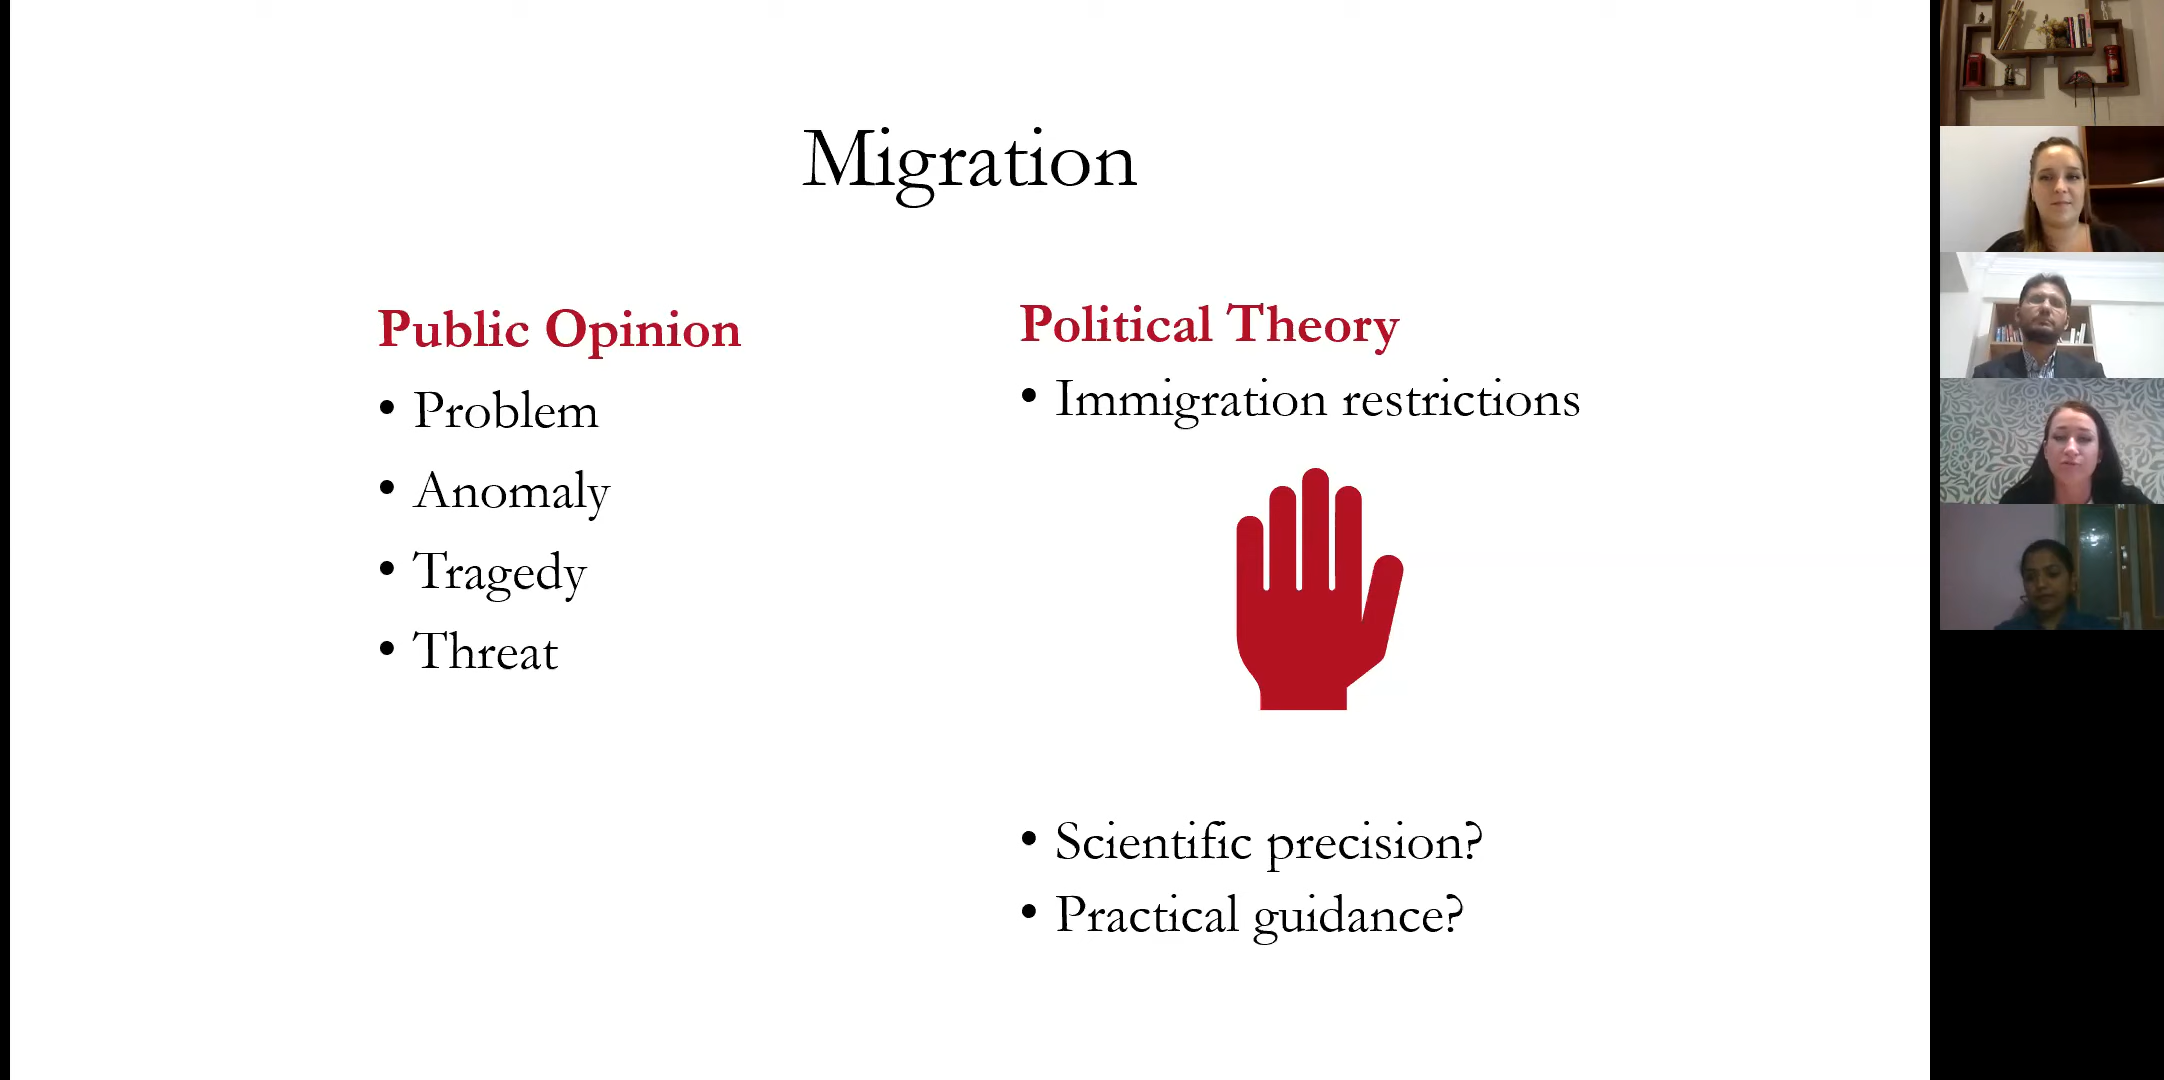 Migration
Public Opinion
• Problem
• Anomaly
• Tragedy
• Threat
Political Theory
• Immigration restrictions
• Scientific precision?
• Practical guidance?